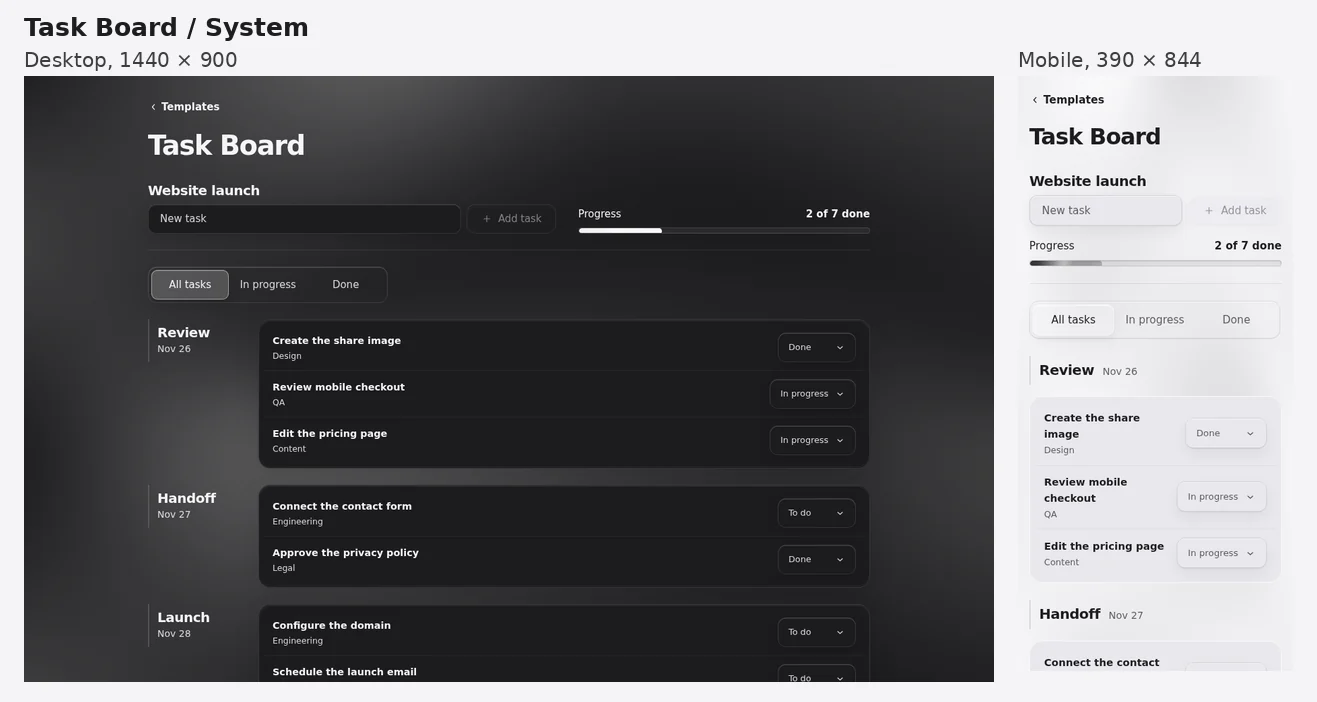 Task Board / System
Desktop, 1440 × 900
‹ Templates
Task Board
Website launch
New task
+ Add task
Progress
2 of 7 done
All tasks
In progress
Done
Review
Nov 26
Create the share image
Design
Done
Review mobile checkout
QA
In progress
Edit the pricing page
Content
In progress
Handoff
Nov 27
Connect the contact form
Engineering
To do
Approve the privacy policy
Legal
Done
Launch
Nov 28
Configure the domain
Engineering
To do
Schedule the launch email
To do
Mobile, 390 × 844
‹ Templates
Task Board
Website launch
New task
+ Add task
Progress
2 of 7 done
All tasks
In progress
Done
Review Nov 26
Create the share
image
Design
Done
Review mobile
checkout
QA
In progress
Edit the pricing page
Content
In progress
Handoff Nov 27
Connect the contact